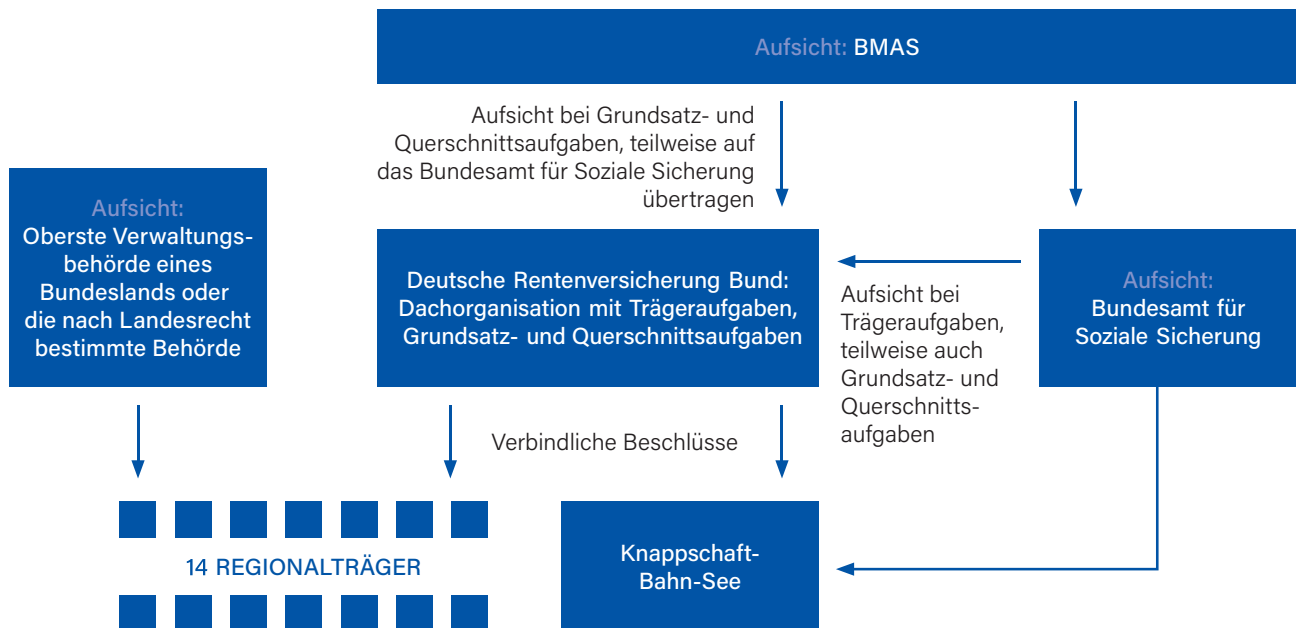 Aufsicht: BMAS
Aufsicht bei Grundsatz- und
Querschnittsaufgaben, teilweise auf
das Bundesamt für Soziale Sicherung
übertragen
Aufsicht:
Oberste Verwaltungs-
behörde eines
Bundeslands oder
die nach Landesrecht
bestimmte Behörde
Deutsche Rentenversicherung Bund:
Dachorganisation mit Trägeraufgaben,
Grundsatz- und Querschnittsaufgaben
Aufsicht bei
Trägeraufgaben,
teilweise auch
Grundsatz- und
Querschnitts-
aufgaben
Aufsicht:
Bundesamt für
Soziale Sicherung
Verbindliche Beschlüsse
14 REGIONALTRÄGER
Knappschaft-
Bahn-See